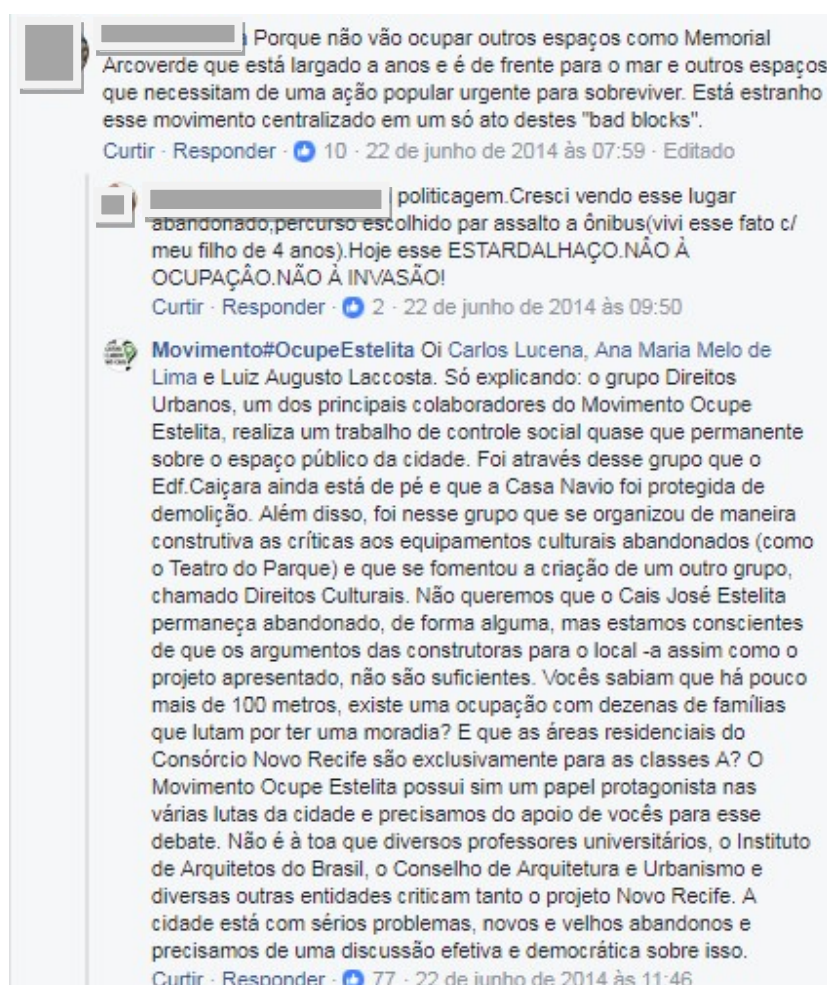 Porque não vão ocupar outros espaços como Memorial
Arcoverde que está largado a anos e é de frente para o mar e outros espaços
que necessitam de uma ação popular urgente para sobreviver. Está estranho
esse movimento centralizado em um só ato destes "bad blocks".
Curtir · Responder · 10 · 22 de junho de 2014 às 07:59 · Editado
politicagem.Cresci vendo esse lugar
abandonado,percurso escolhido par assalto a ônibus(vivi esse fato c/
meu filho de 4 anos).Hoje esse ESTARDALHAÇO.NÂO À
OCUPAÇÂO.NÃO À INVASÃO!
Curtir · Responder · 2 · 22 de junho de 2014 às 09:50
Movimento#OcupeEstelita Oi Carlos Lucena, Ana Maria Melo de
Lima e Luiz Augusto Laccosta. Só explicando: o grupo Direitos
Urbanos, um dos principais colaboradores do Movimento Ocupe
Estelita, realiza um trabalho de controle social quase que permanente
sobre o espaço público da cidade. Foi através desse grupo que o
Edf.Caiçara ainda está de pé e que a Casa Navio foi protegida de
demolição. Além disso, foi nesse grupo que se organizou de maneira
construtiva as críticas aos equipamentos culturais abandonados (como
o Teatro do Parque) e que se fomentou a criação de um outro grupo,
chamado Direitos Culturais. Não queremos que o Cais José Estelita
permaneça abandonado, de forma alguma, mas estamos conscientes
de que os argumentos das construtoras para o local -a assim como o
projeto apresentado, não são suficientes. Vocês sabiam que há pouco
mais de 100 metros, existe uma ocupação com dezenas de famílias
que lutam por ter uma moradia? E que as áreas residenciais do
Consórcio Novo Recife são exclusivamente para as classes A? O
Movimento Ocupe Estelita possui sim um papel protagonista nas
várias lutas da cidade e precisamos do apoio de vocês para esse
debate. Não é à toa que diversos professores universitários, o Instituto
de Arquitetos do Brasil, o Conselho de Arquitetura e Urbanismo e
diversas outras entidades criticam tanto o projeto Novo Recife. A
cidade está com sérios problemas, novos e velhos abandonos e
precisamos de uma discussão efetiva e democrática sobre isso.
Curtir · Responder · 77 · 22 de junho de 2014 às 11:46